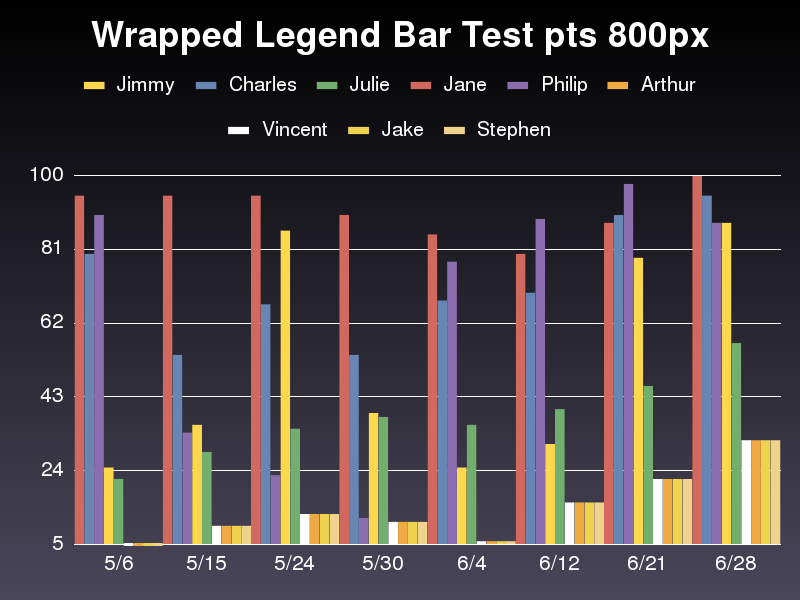 Wrapped Legend Bar Test pts 800px
Jimmy Charles Julie Jane Philip Arthur
Vincent Jake Stephen
100
81
62
43
24
5
5/6 5/15 5/24 5/30 6/4 6/12 6/21 6/28